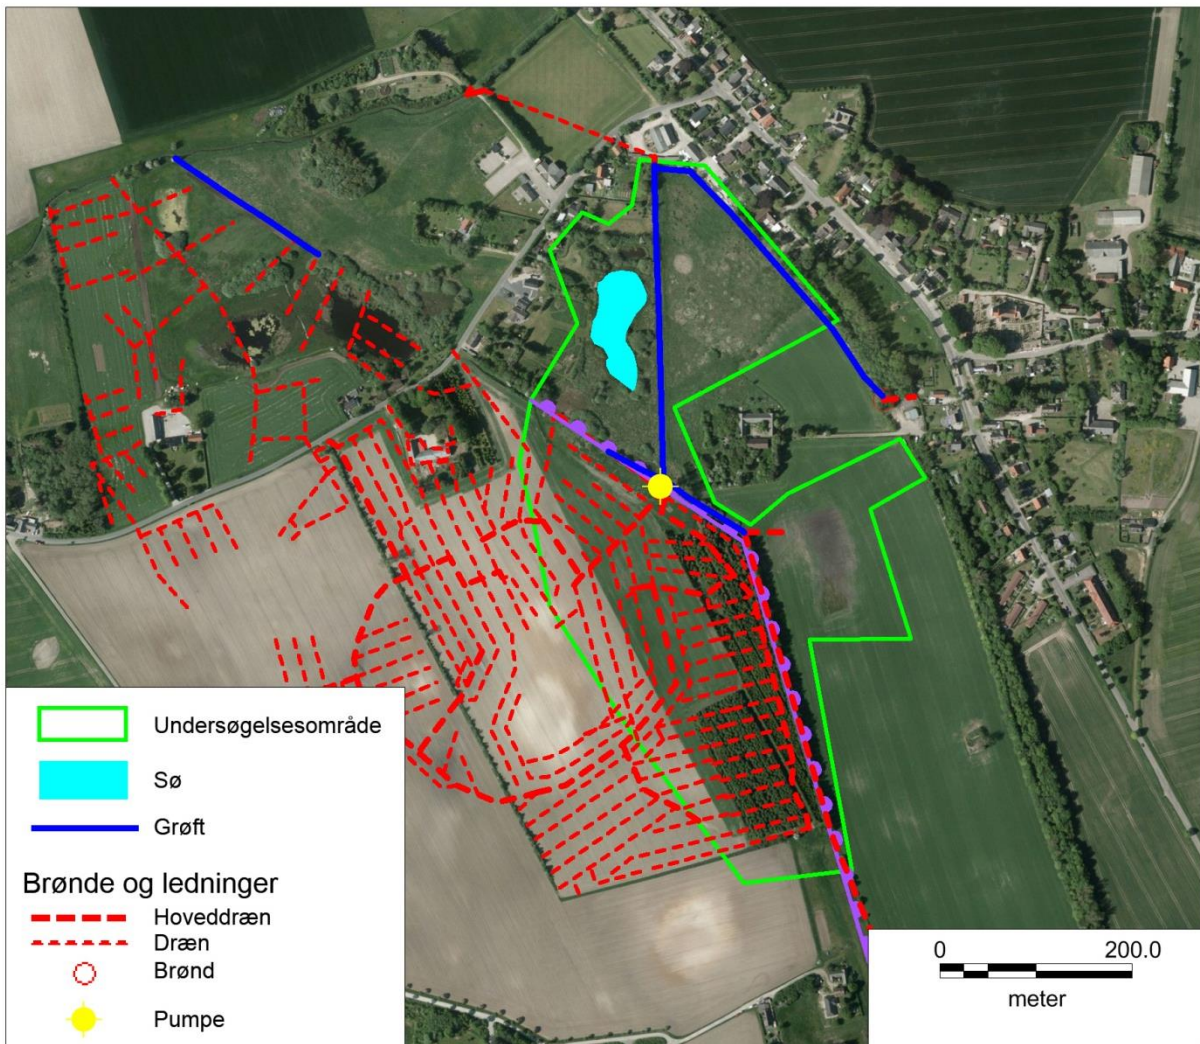 Undersøgelsesområde
Sø
Grøft
Brønde og ledninger
Hoveddræn
Dræn
Brønd
Pumpe
0 200.0
meter